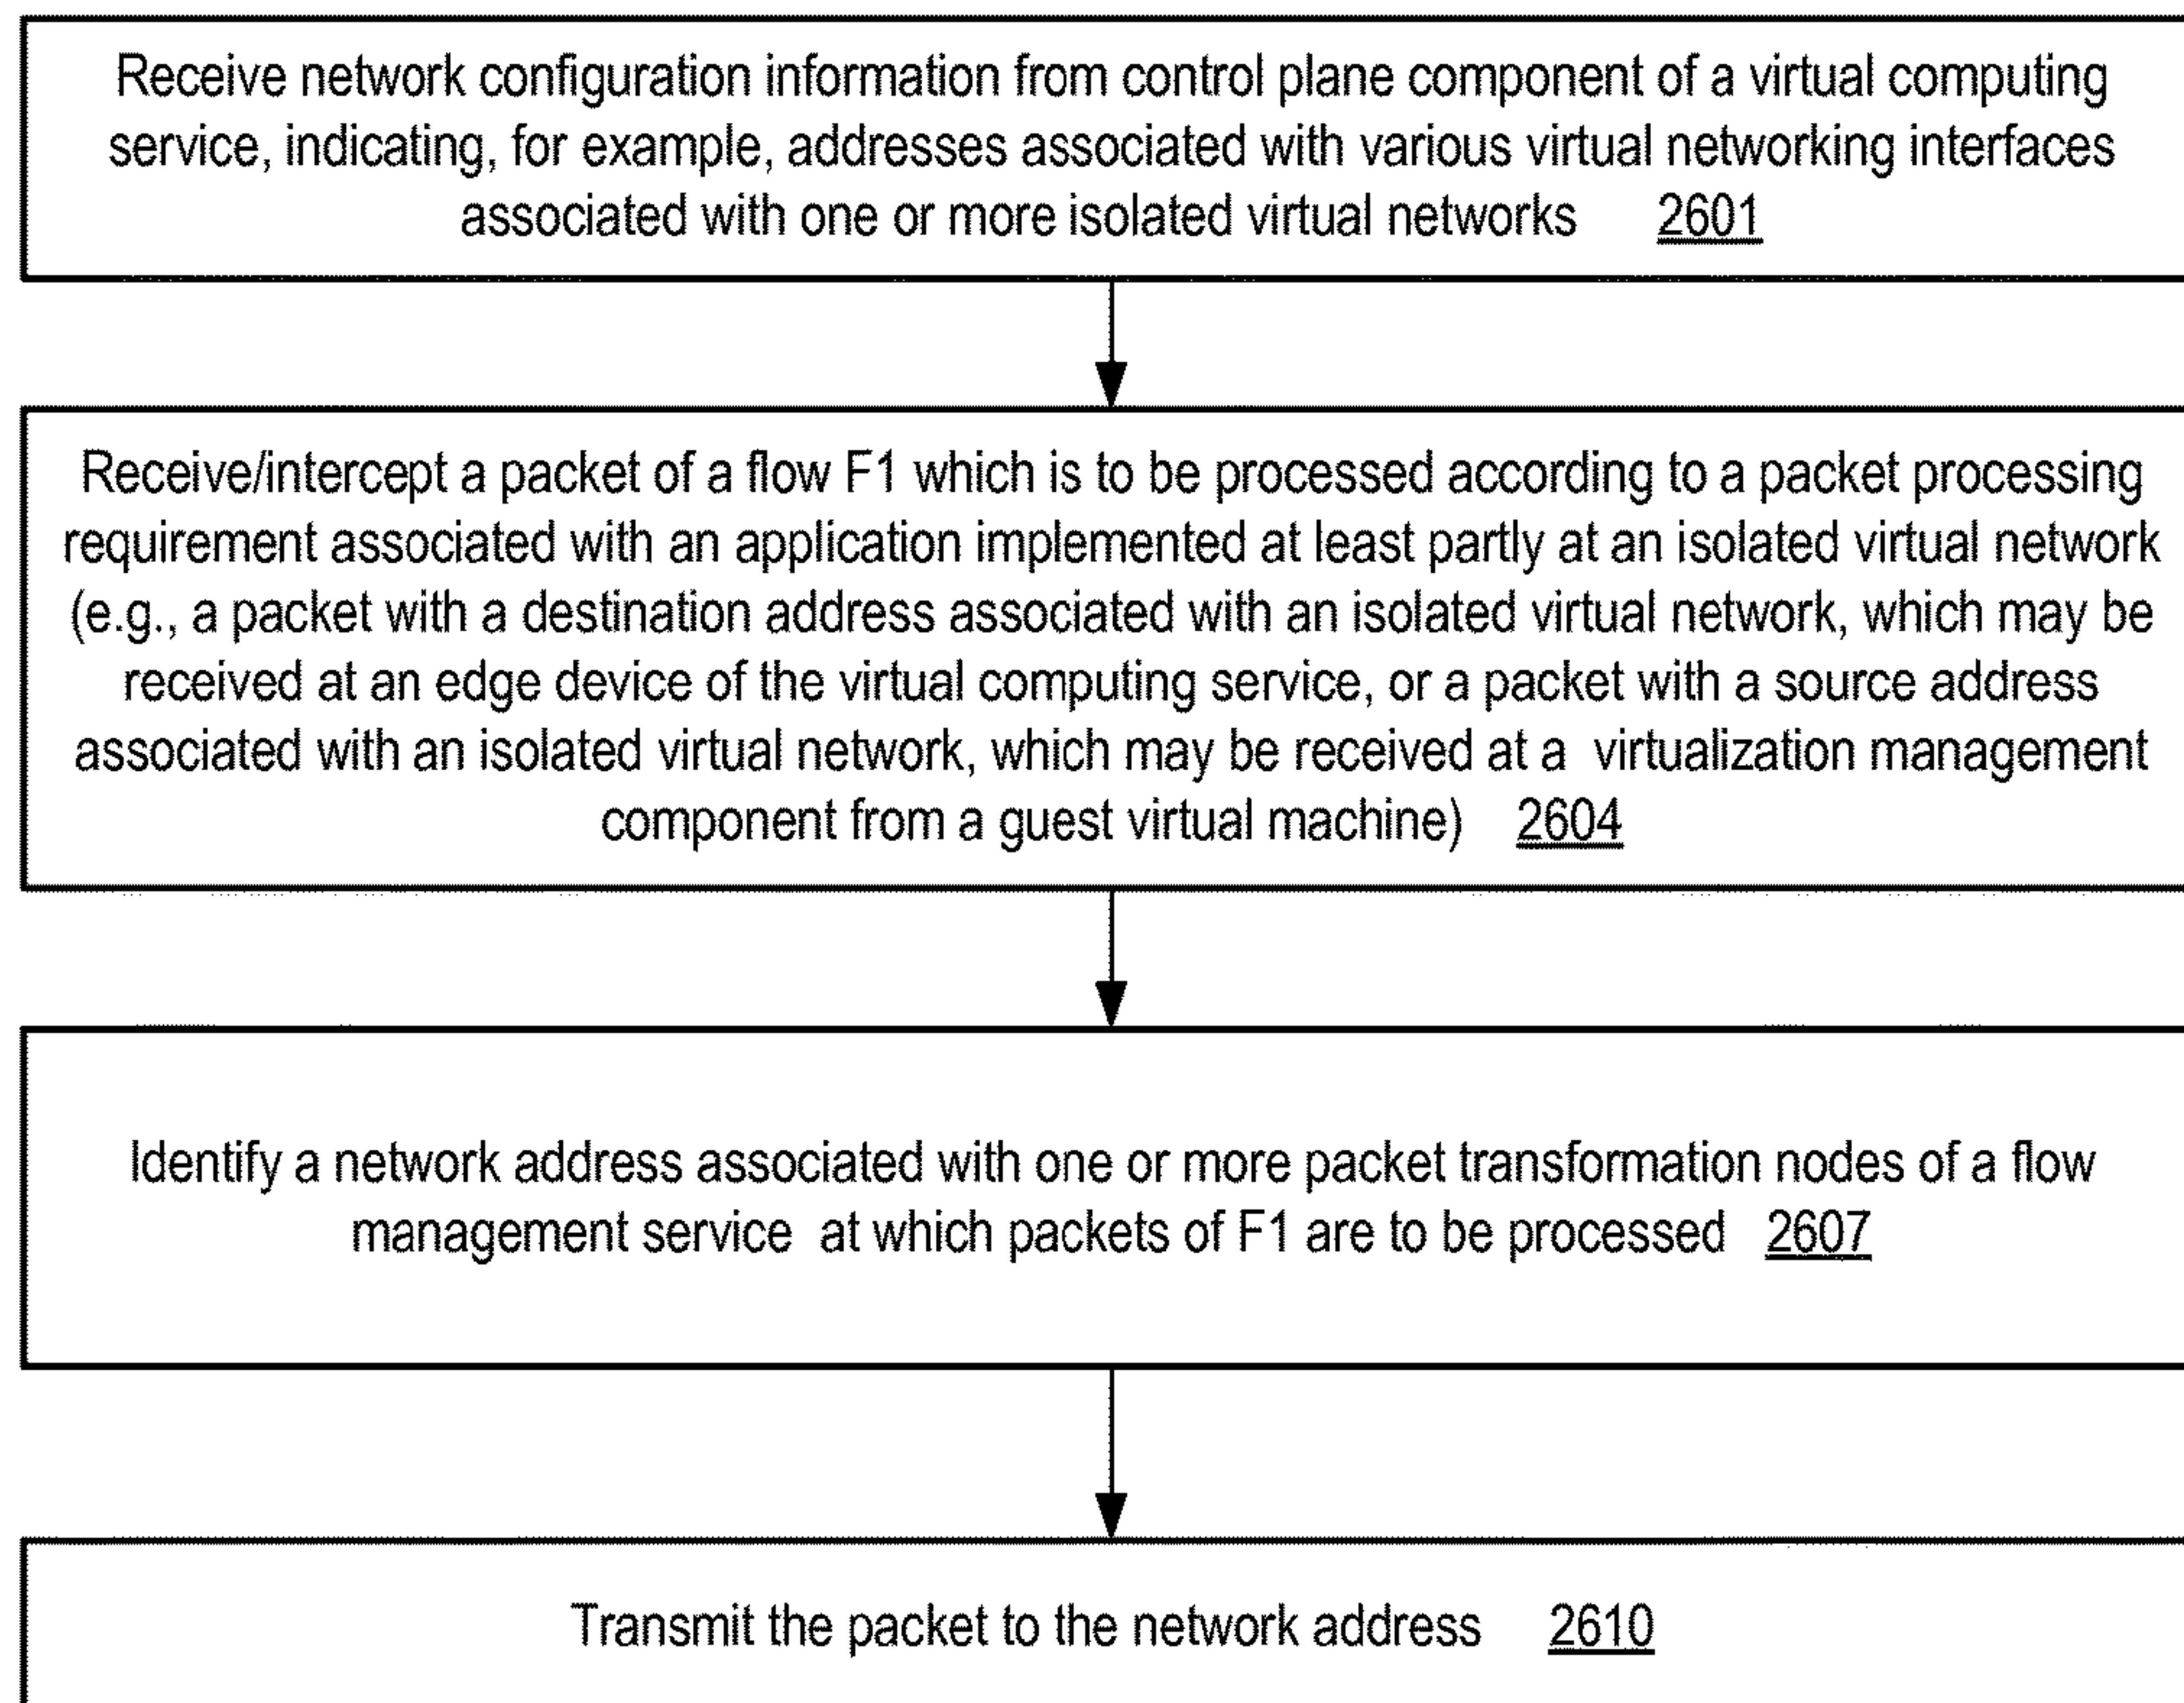 Receive network configuration information from control plane component of a virtual computing
service, indicating, for example, addresses associated with various virtual networking interfaces
associated with one or more isolated virtual networks 2601
Receive/intercept a packet of a flow F1 which is to be processed according to a packet processing
requirement associated with an application implemented at least partly at an isolated virtual network
(e.g., a packet with a destination address associated with an isolated virtual network, which may be
received at an edge device of the virtual computing service, or a packet with a source address
associated with an isolated virtual network, which may be received at a virtualization management
component from a guest virtual machine) 2604
Identify a network address associated with one or more packet transformation nodes of a flow
management service at which packets of F1 are to be processed 2607
Transmit the packet to the network address 2610